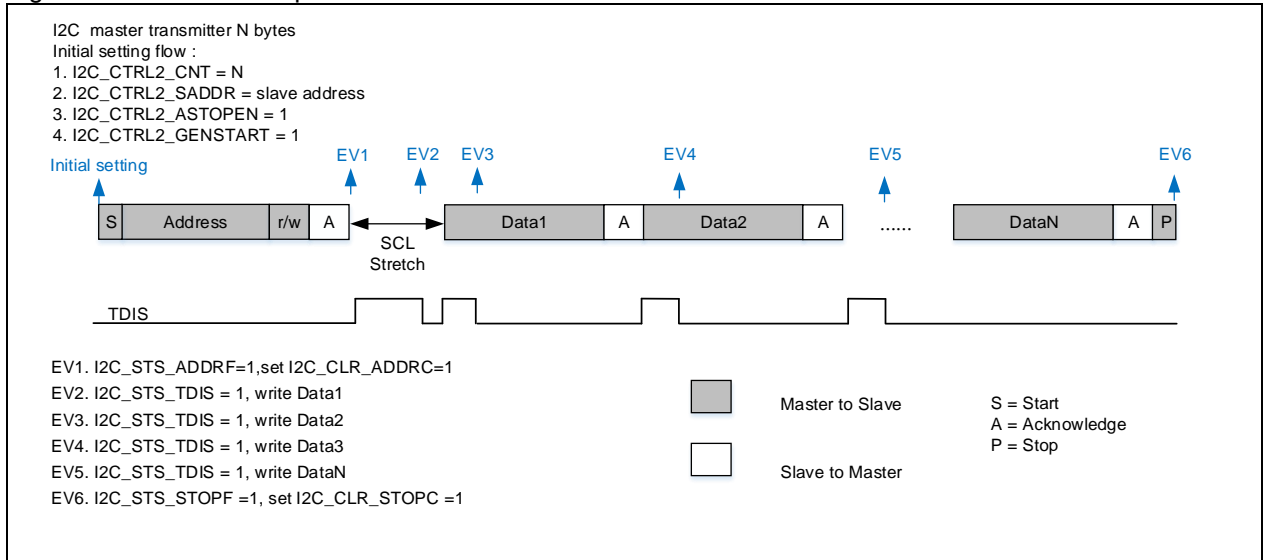 I2C master transmitter N bytes
Initial setting flow :
1. I2C_CTRL2_CNT = N
2. I2C_CTRL2_SADDR = slave address
3. I2C_CTRL2_ASTOPEN = 1
4. I2C_CTRL2_GENSTART = 1
Initial setting
EV1 EV2 EV3 EV4 EV5 EV6
S Address r/w A Data1 A Data2 A ...... DataN A P
SCL
Stretch
TDIS
EV1. I2C_STS_ADDRF=1,set I2C_CLR_ADDRC=1
EV2. I2C_STS_TDIS = 1, write Data1
EV3. I2C_STS_TDIS = 1, write Data2
EV4. I2C_STS_TDIS = 1, write Data3
EV5. I2C_STS_TDIS = 1, write DataN
EV6. I2C_STS_STOPF =1, set I2C_CLR_STOPC =1
Master to Slave
Slave to Master
S = Start
A = Acknowledge
P = Stop